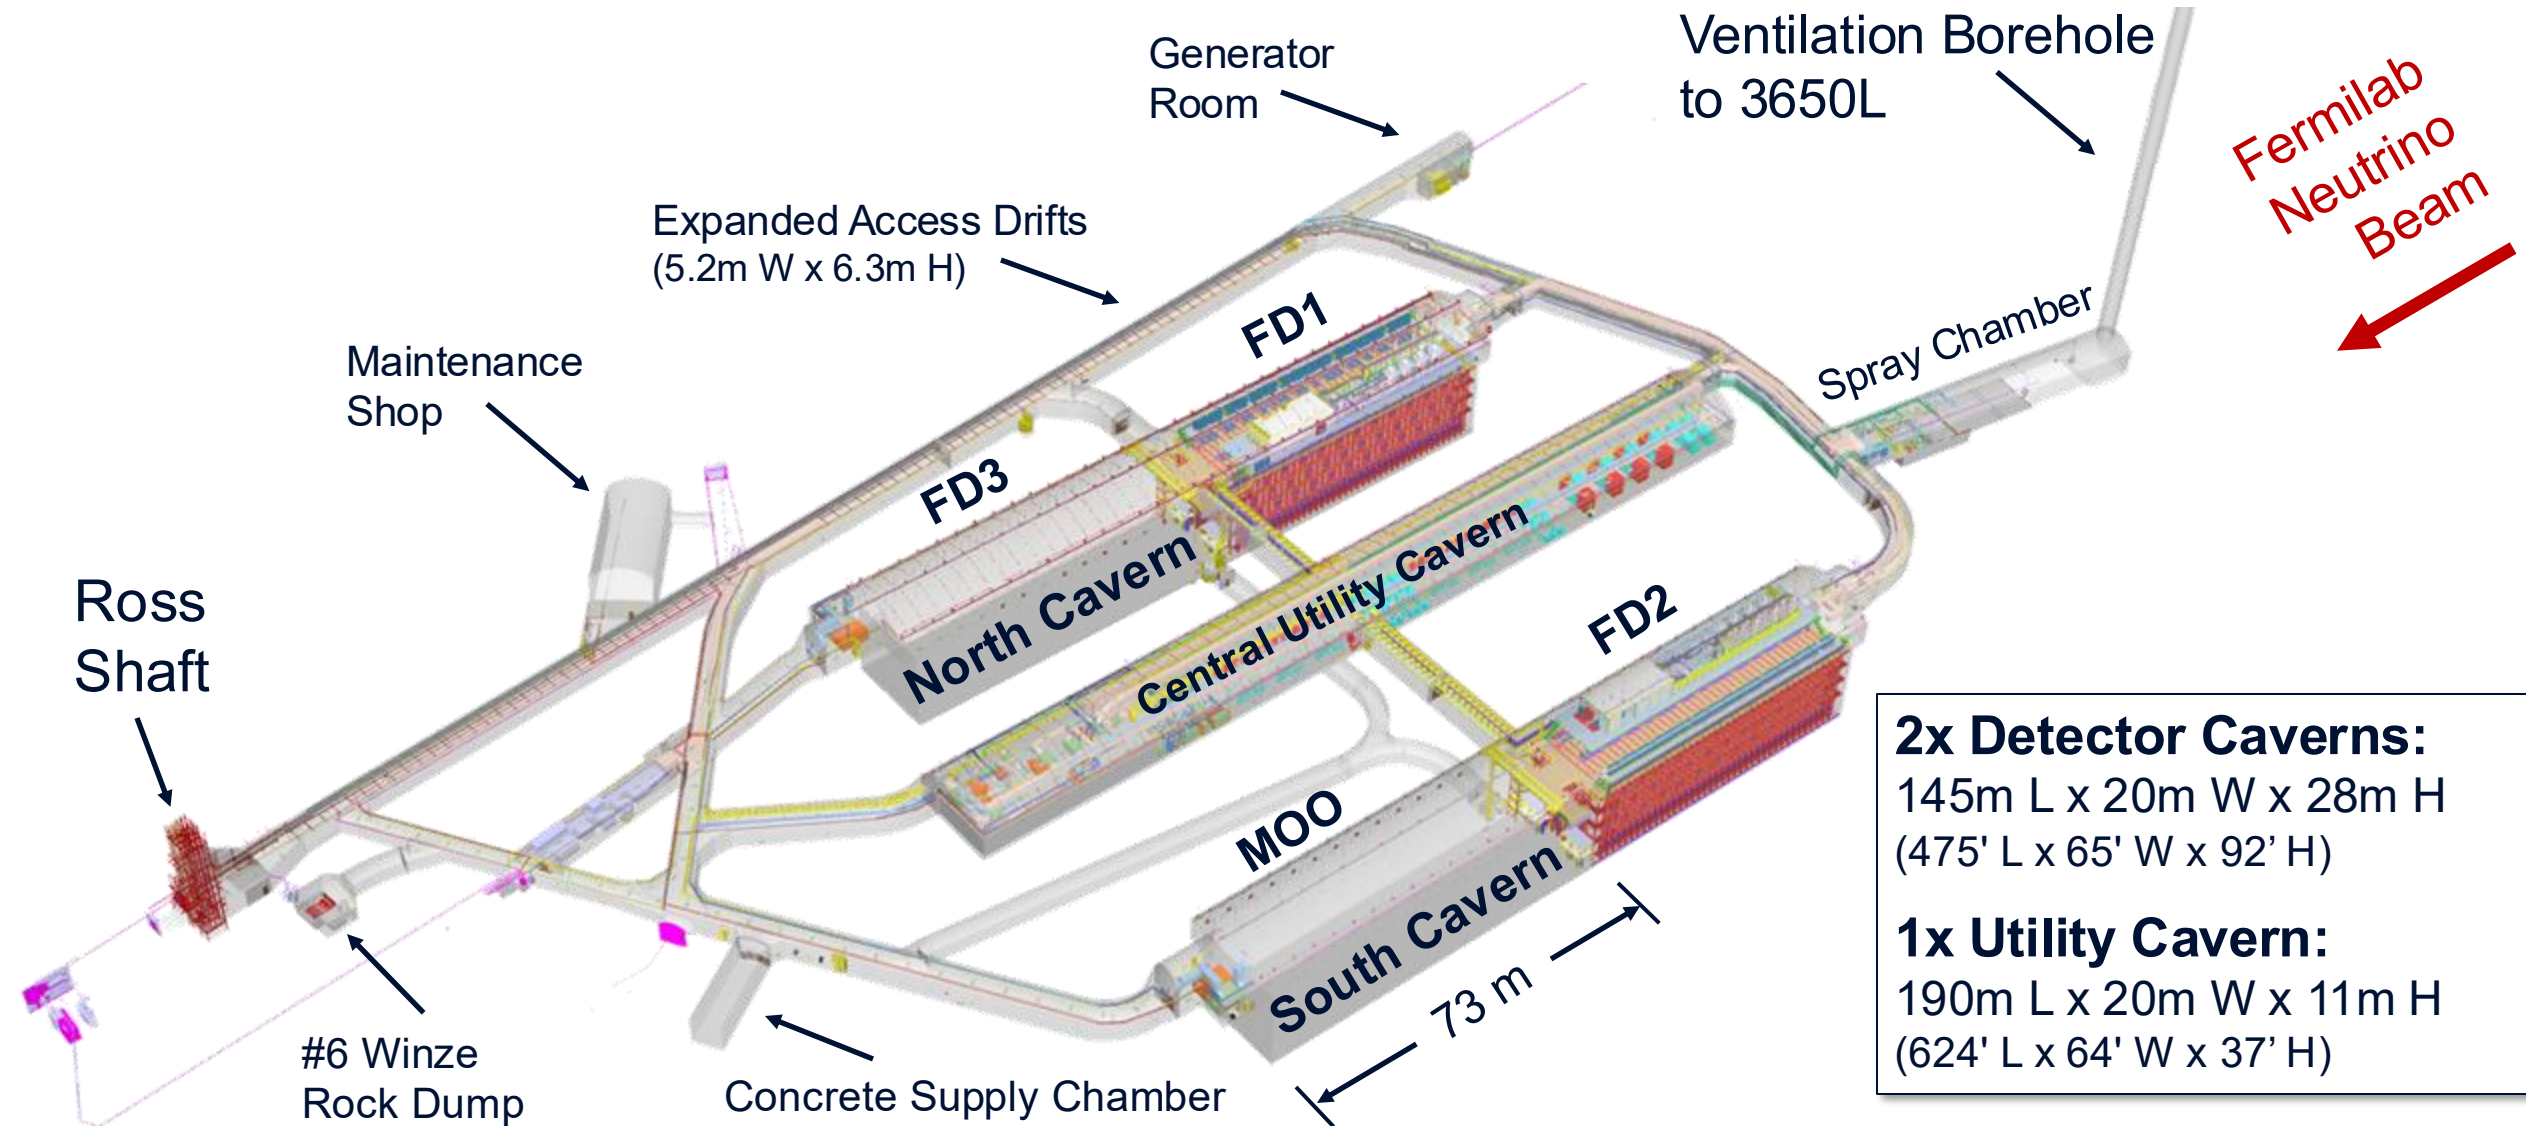 Generator
Room
Ventilation Borehole
to 3650L
Fermilab
Neutrino
Beam
Expanded Access Drifts
(5.2m W x 6.3m H)
Spray Chamber
Maintenance
Shop
FD1
FD3
North Cavern
Central Utility Cavern
FD2
Ross
Shaft
MOO
South Cavern
73 m
#6 Winze
Rock Dump
Concrete Supply Chamber
2x Detector Caverns:
145m L x 20m W x 28m H
(475' L x 65' W x 92’ H)
1x Utility Cavern:
190m L x 20m W x 11m H
(624' L x 64' W x 37’ H)